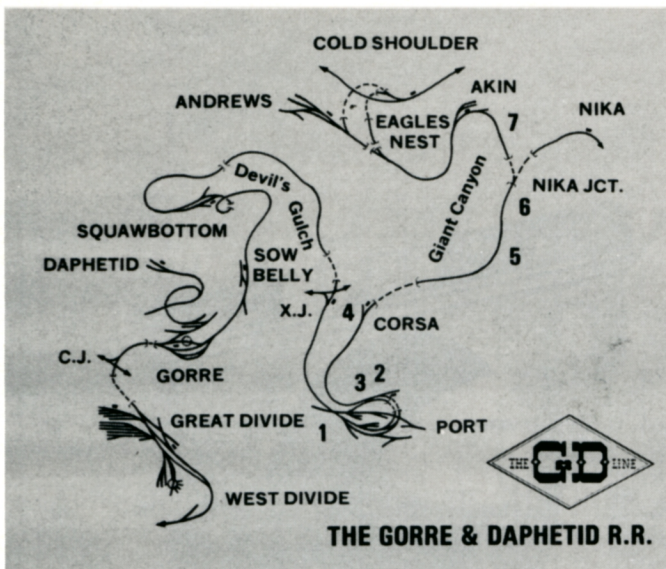 COLD SHOULDER
ANDREWS
AKIN
EAGLES
NEST
7
NIKA
Devil's
Gulch
Giant Canyon
NIKA JCT.
6
SQUAWBOTTOM
DAPHETID
SOW
BELLY
5
X.J.
4
CORSA
C.J.
GORRE
3
2
GREAT DIVIDE
1
PORT
WEST DIVIDE
THE
G&D
LINE
THE GORRE & DAPHETID R.R.